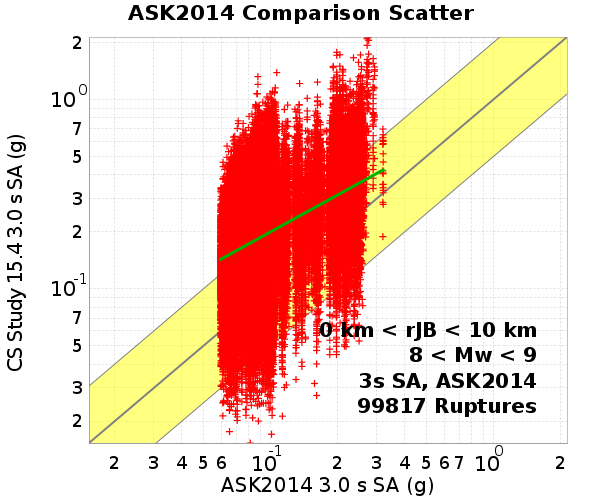 ASK2014 Comparison Scatter
CS Study 15.4 3.0 s SA (g)
2
10^0
7
5
3
2
10^-1
7
5
3
2
0 km < rJB < 10 km
8 < Mw < 9
3s SA, ASK2014
99817 Ruptures
2 3 4 5 6 10^-1 2 3 4 5 6 7 10^0 2
ASK2014 3.0 s SA (g)